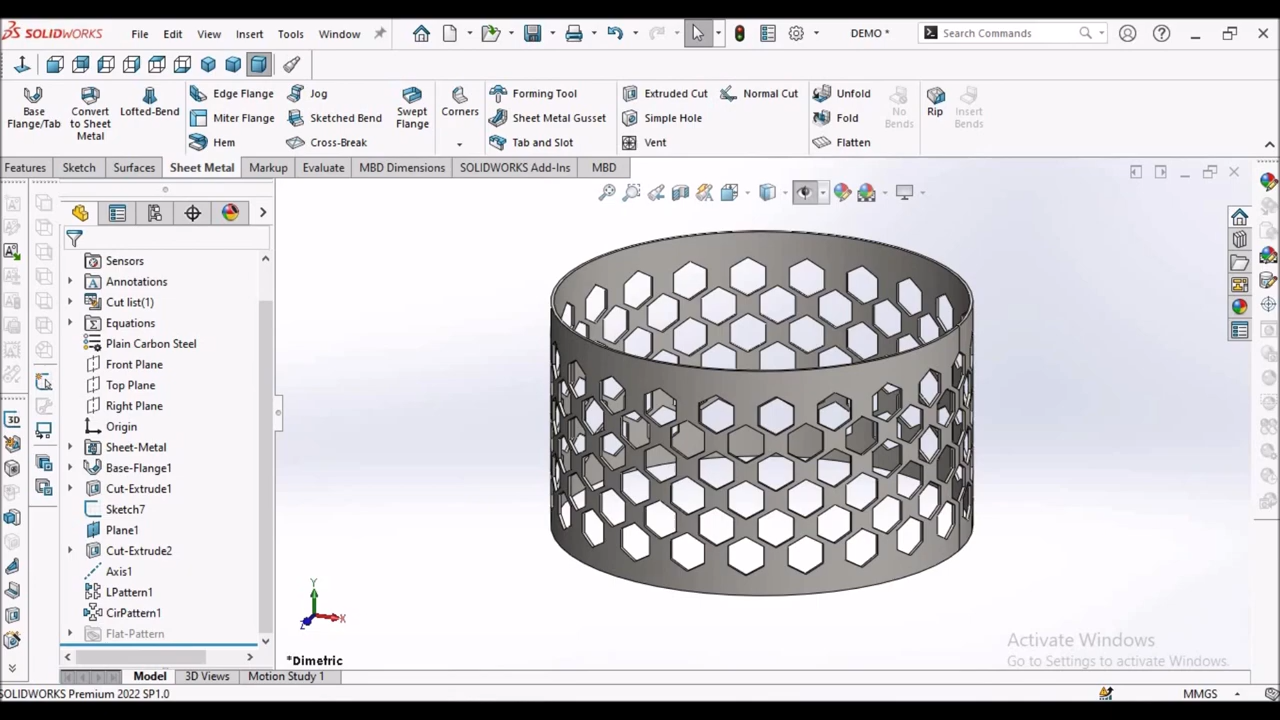 SOLIDWORKS File Edit View Insert Tools Window DEMO * Search Commands
Base Flange/Tab
Convert to Sheet Metal
Lofted-Bend
Edge Flange
Miter Flange
Hem
Jog
Sketched Bend
Cross-Break
Swept Flange
Corners
Forming Tool
Sheet Metal Gusset
Tab and Slot
Extruded Cut
Simple Hole
Vent
Normal Cut
Unfold
Fold
Flatten
No Bends
Rip
Insert Bends
Features Sketch Surfaces Sheet Metal Markup Evaluate MBD Dimensions SOLIDWORKS Add-Ins MBD
Sensors
Annotations
Cut list(1)
Equations
Plain Carbon Steel
Front Plane
Top Plane
Right Plane
Origin
Sheet-Metal
Base-Flange1
Cut-Extrude1
Sketch7
Plane1
Cut-Extrude2
Axis1
LPattern1
CirPattern1
Flat-Pattern
Y
X
Z
*Dimetric
Activate Windows
Go to Settings to activate Windows.
Model 3D Views Motion Study 1
SOLIDWORKS Premium 2022 SP1.0 MMGS